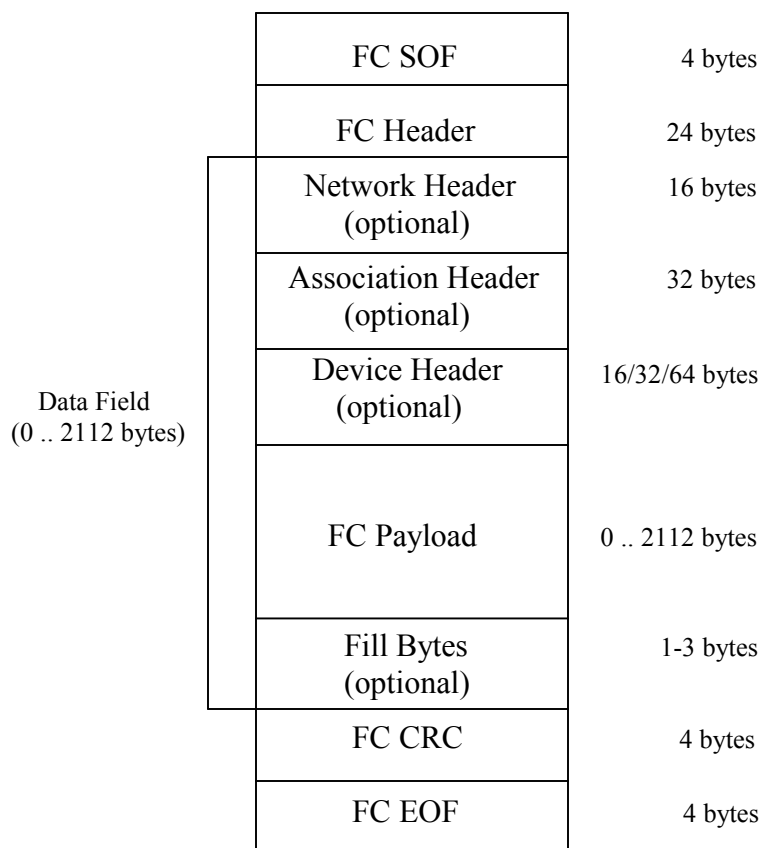 FC SOF 4 bytes
FC Header 24 bytes
Network Header 16 bytes
(optional)
Association Header 32 bytes
(optional)
Device Header 16/32/64 bytes
(optional)
Data Field
(0 .. 2112 bytes)
FC Payload 0 .. 2112 bytes
Fill Bytes 1-3 bytes
(optional)
FC CRC 4 bytes
FC EOF 4 bytes